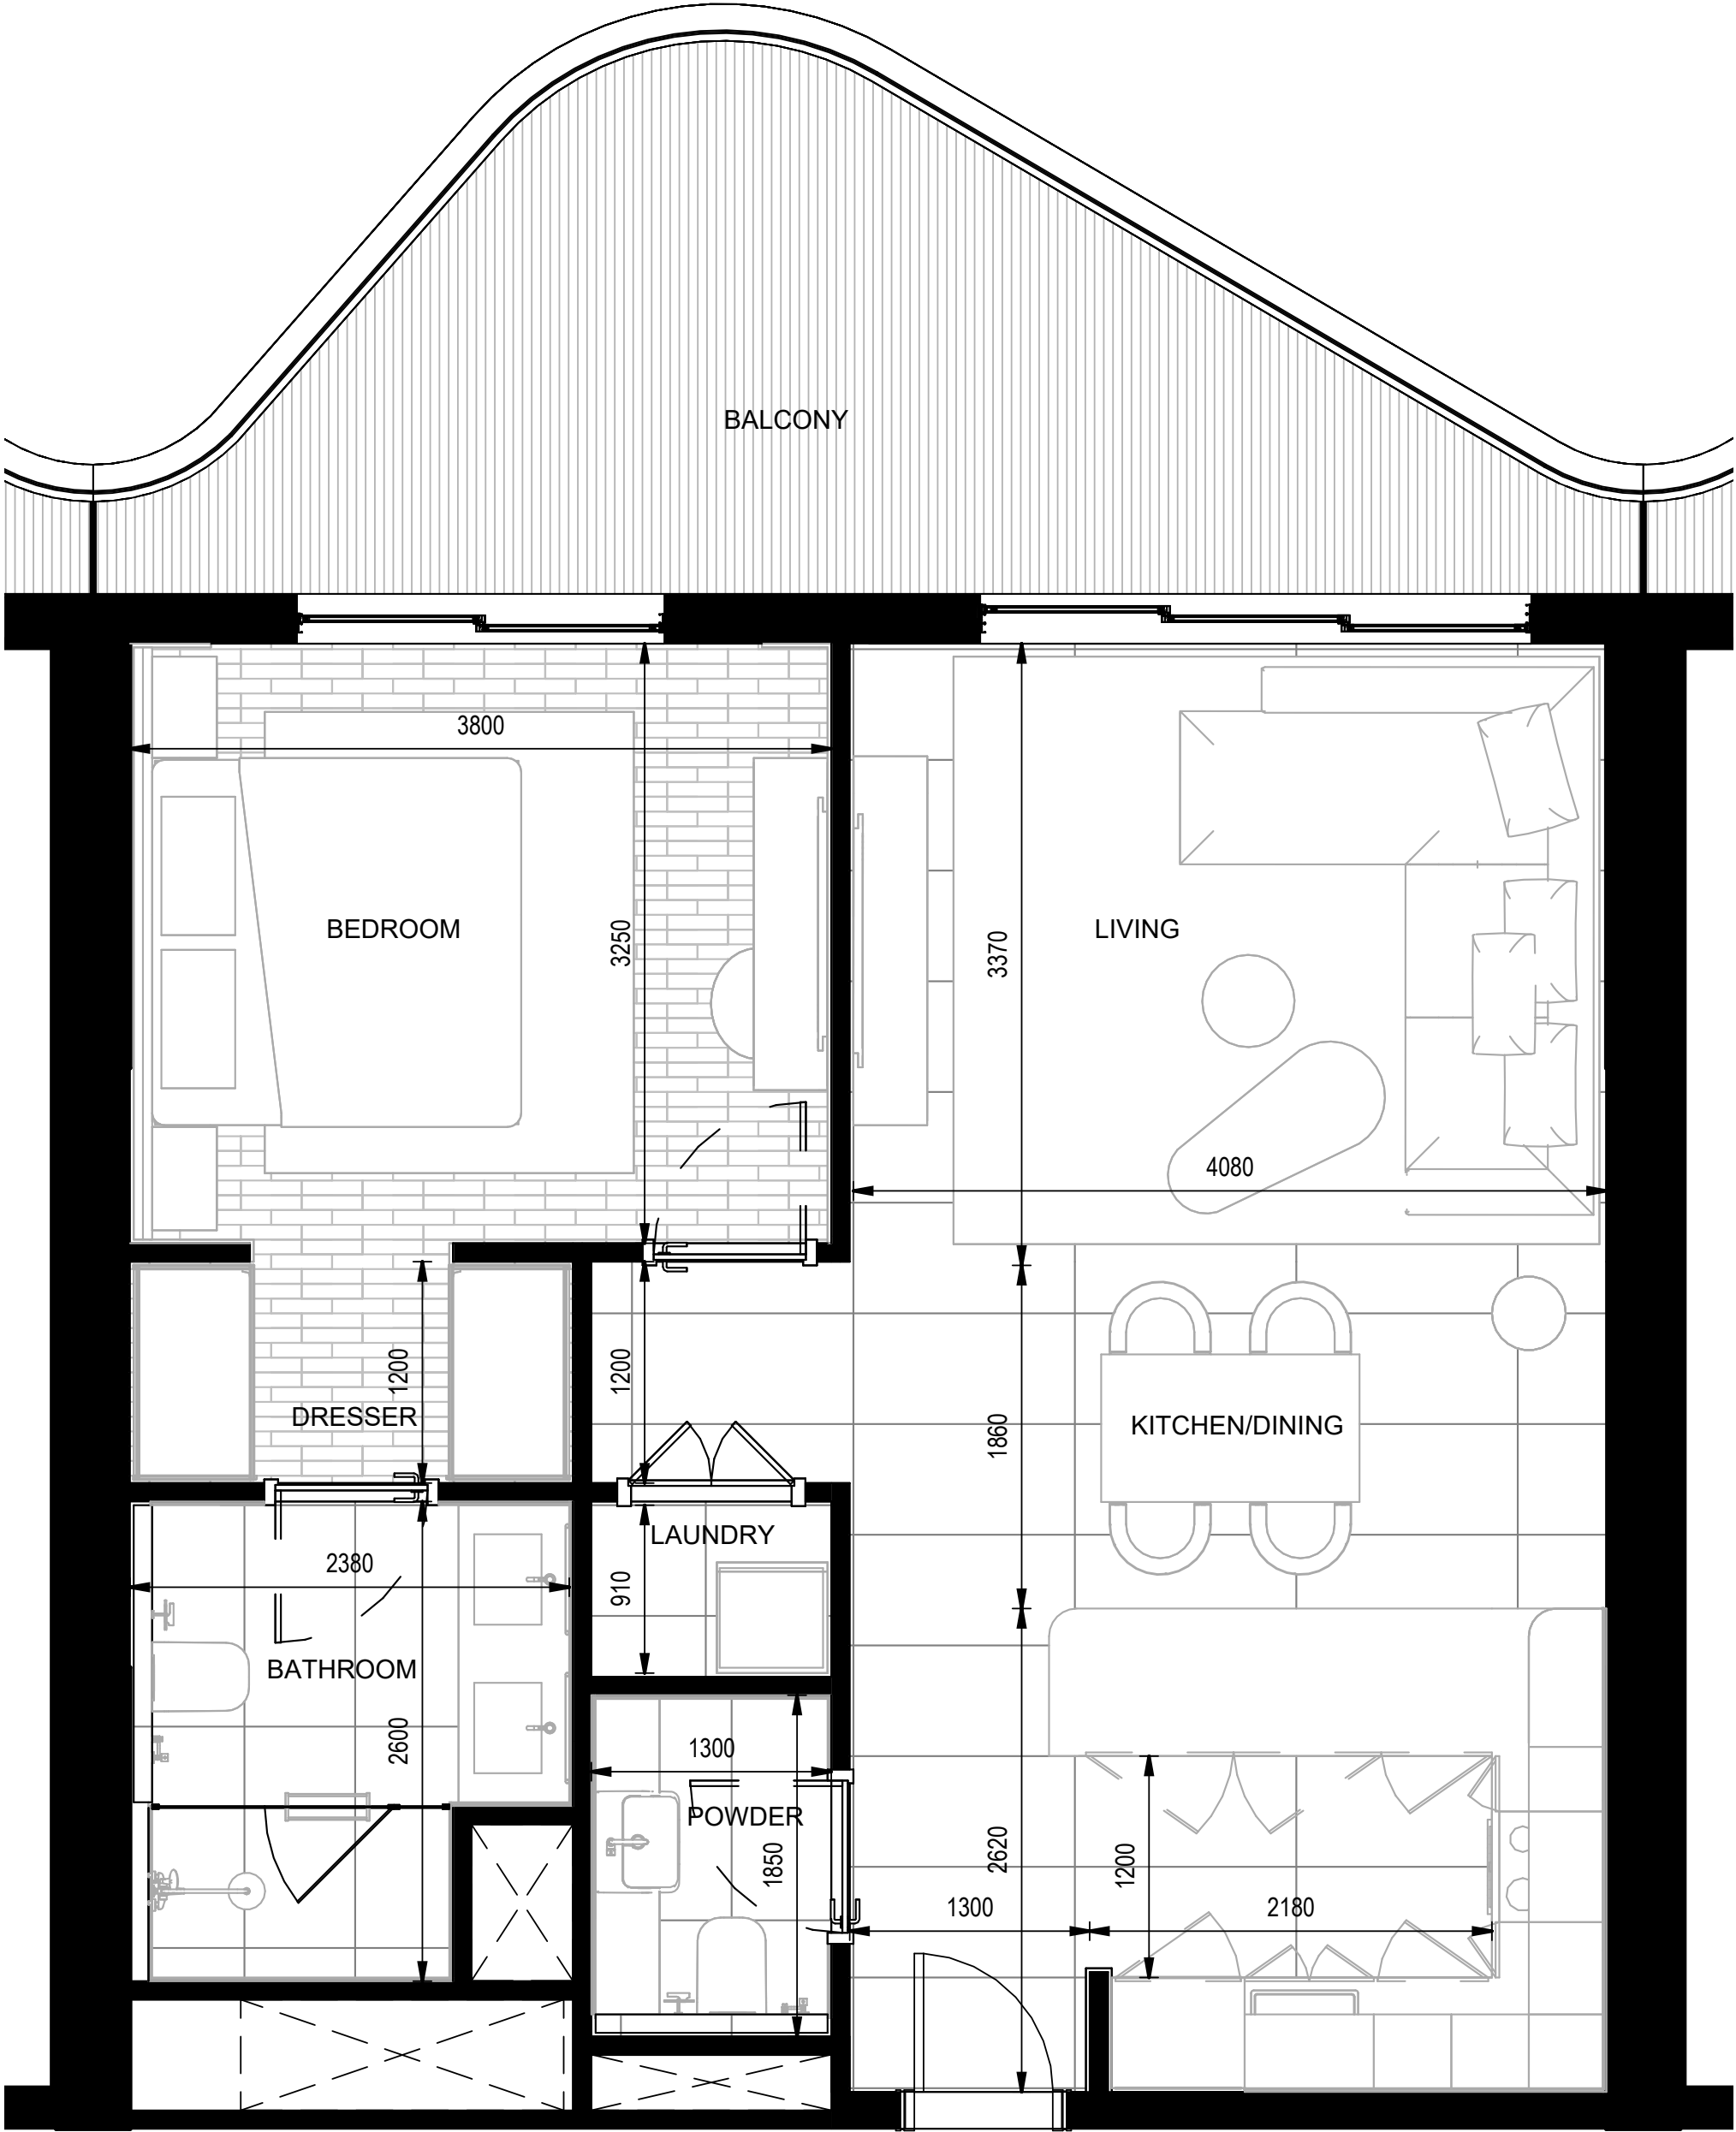 BALCONY
3800
BEDROOM
3250
3370
LIVING
4080
1200
1200
DRESSER
1860
KITCHEN/DINING
LAUNDRY
2380
910
BATHROOM
2600
1300
POWDER
1850
2620
1200
1300
2180